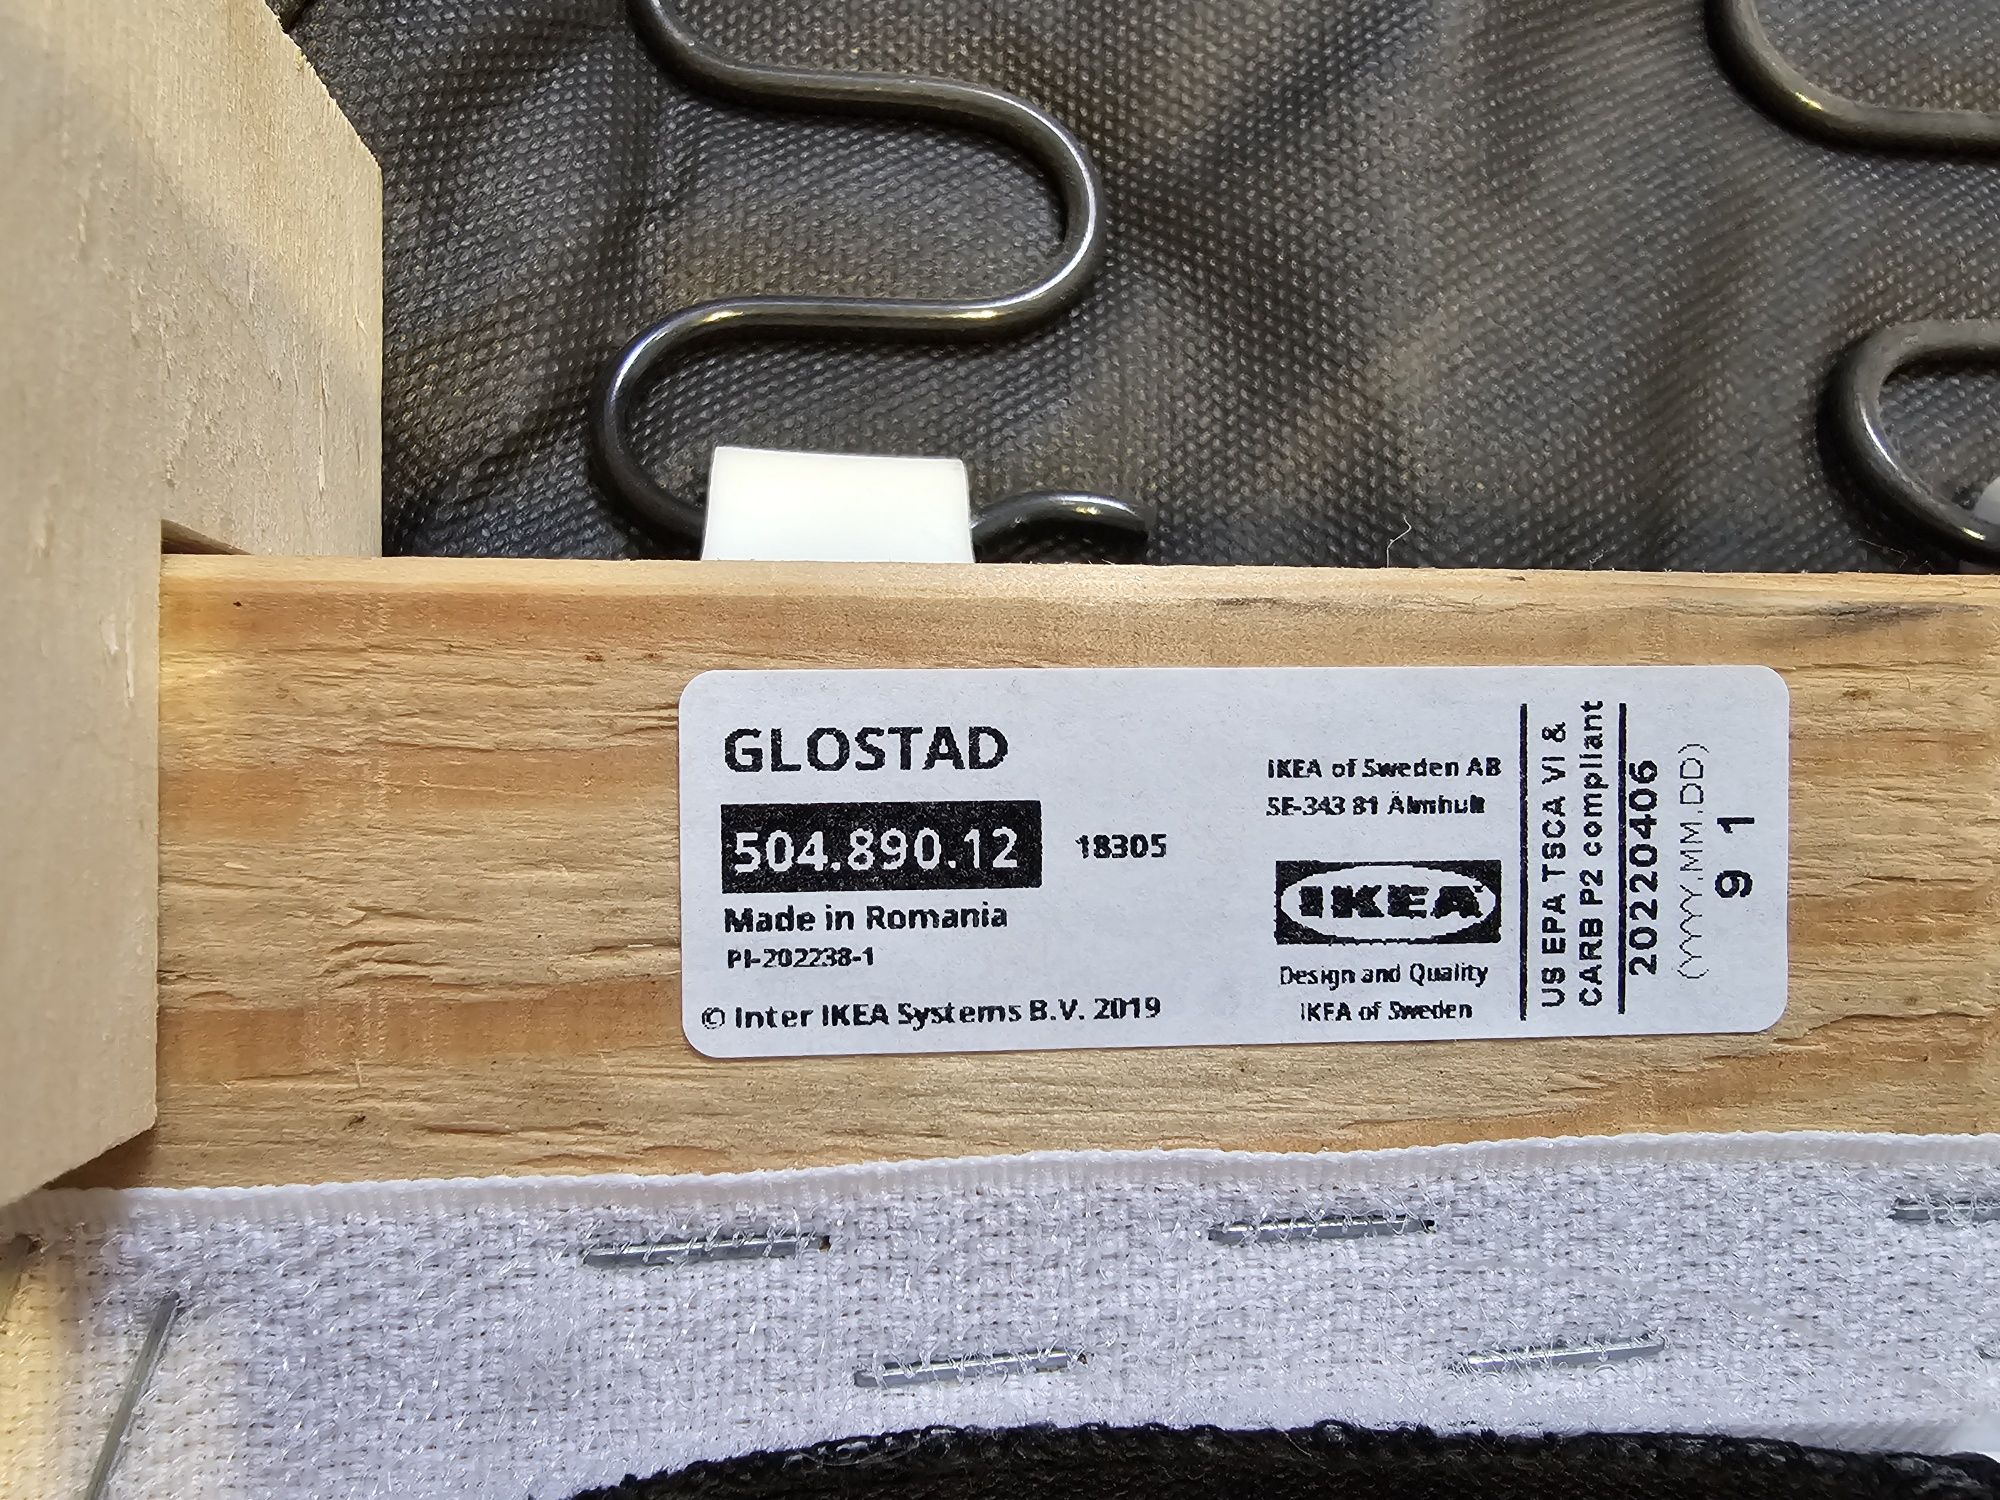 GLOSTAD
504.890.12 18305
Made in Romania
PI-202238-1
© Inter IKEA Systems B.V. 2019
IKEA of Sweden AB
SE-343 81 Älmhult
IKEA
Design and Quality
IKEA of Sweden
US EPA TSCA VI &
CARB P2 compliant
20220406
(YYYY.MM.DD)
9 1